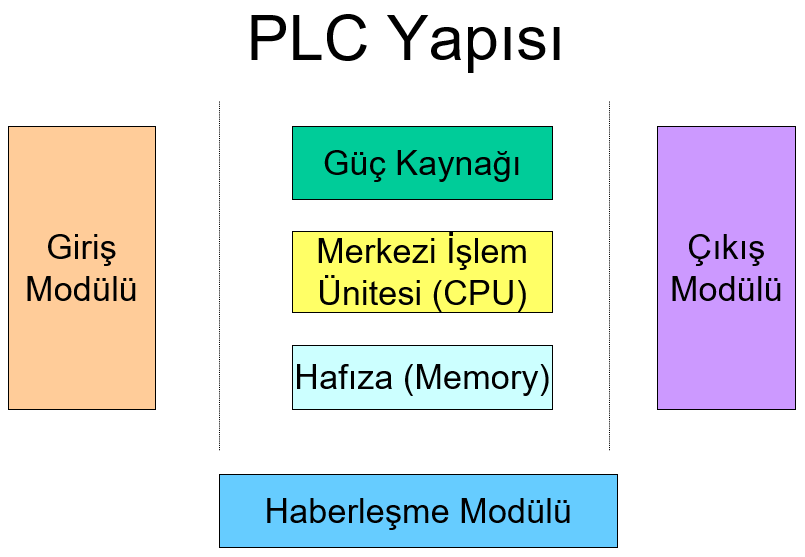 PLC Yapısı
Giriş
Modülü
Güç Kaynağı
Merkezi İşlem
Ünitesi (CPU)
Hafıza (Memory)
Çıkış
Modülü
Haberleşme Modülü